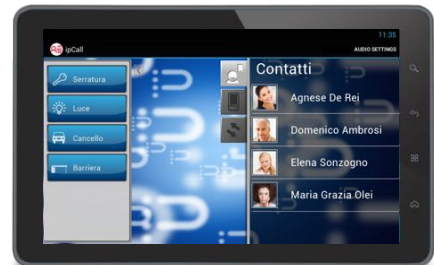 11:35
ipCall
AUDIO SETTINGS
Serratura
Luce
Cancello
Barriera
Contatti
Agnese De Rei
Domenico Ambrosi
Elena Sonzogno
Maria Grazia Olei